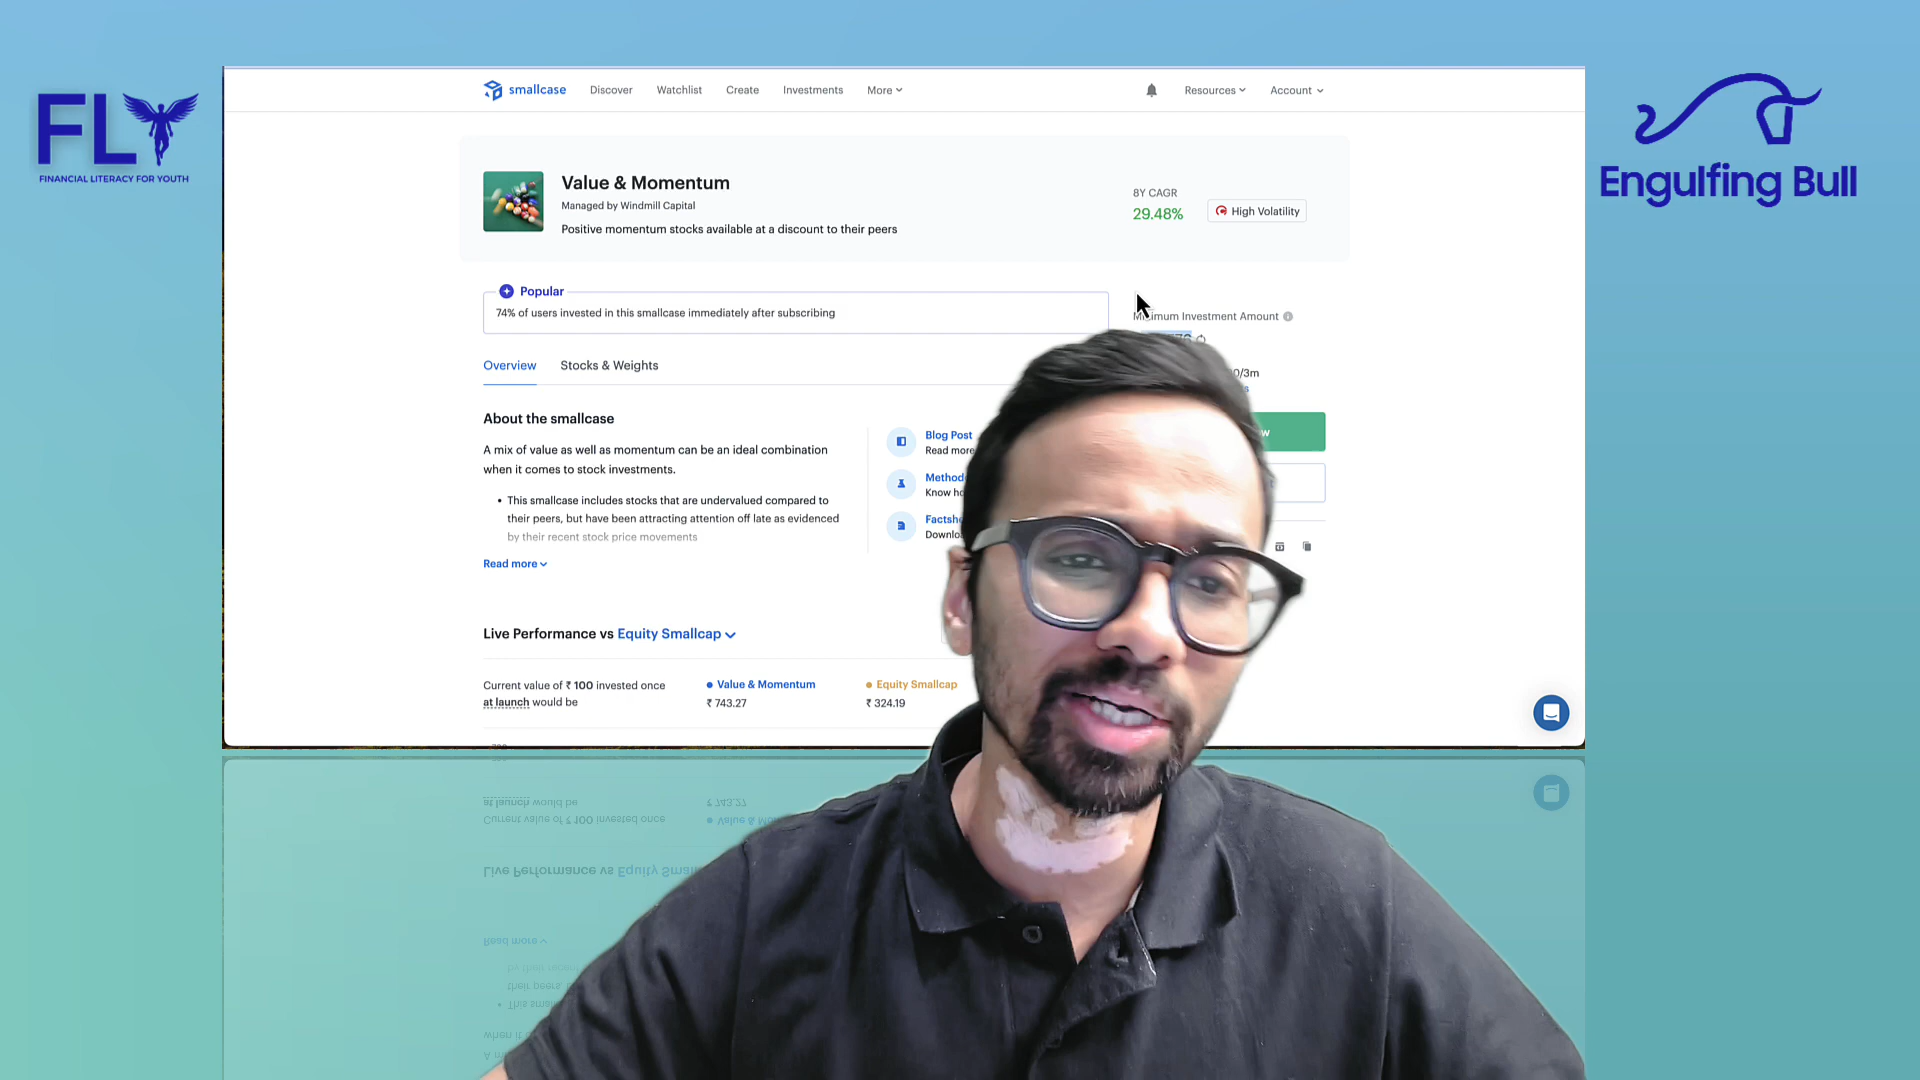 FLY
FINANCIAL LITERACY FOR YOUTH
Engulfing Bull
smallcase Discover Watchlist Create Investments More Resources Account
Value & Momentum
Managed by Windmill Capital
Positive momentum stocks available at a discount to their peers
8Y CAGR
29.48%
High Volatility
Popular
74% of users invested in this smallcase immediately after subscribing
Minimum Investment Amount
0/3m
Overview Stocks & Weights
About the smallcase
A mix of value as well as momentum can be an ideal combination
when it comes to stock investments.
• This smallcase includes stocks that are undervalued compared to
their peers, but have been attracting attention off late as evidenced
by their recent stock price movements
Read more
Blog Post
Read more
Method
Know
Factsh
Downlo
Live Performance vs Equity Smallcap
Current value of ₹ 100 invested once
at launch would be
• Value & Momentum
₹ 743.27
• Equity Smallcap
₹ 324.19